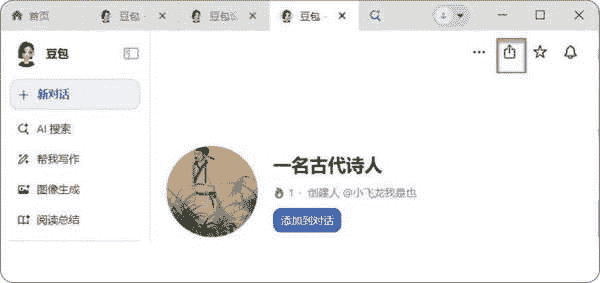 首页
豆包 -
豆包
豆包 -
豆包
新对话
AI 搜索
帮我写作
图像生成
阅读总结
一名古代诗人
1 · 创建人 @小飞龙我是也
添加到对话